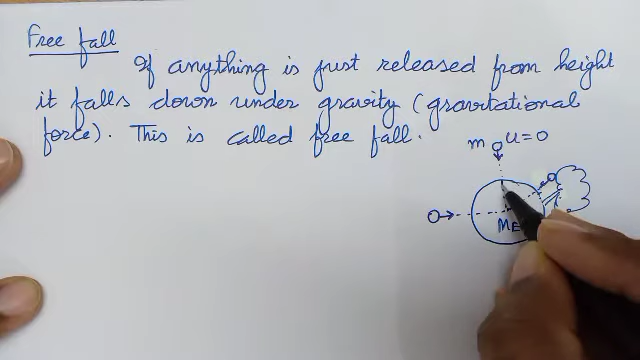 Free fall
If anything is just released from height
it falls down under gravity (gravitational
force). This is called free fall.
m u = 0
ME